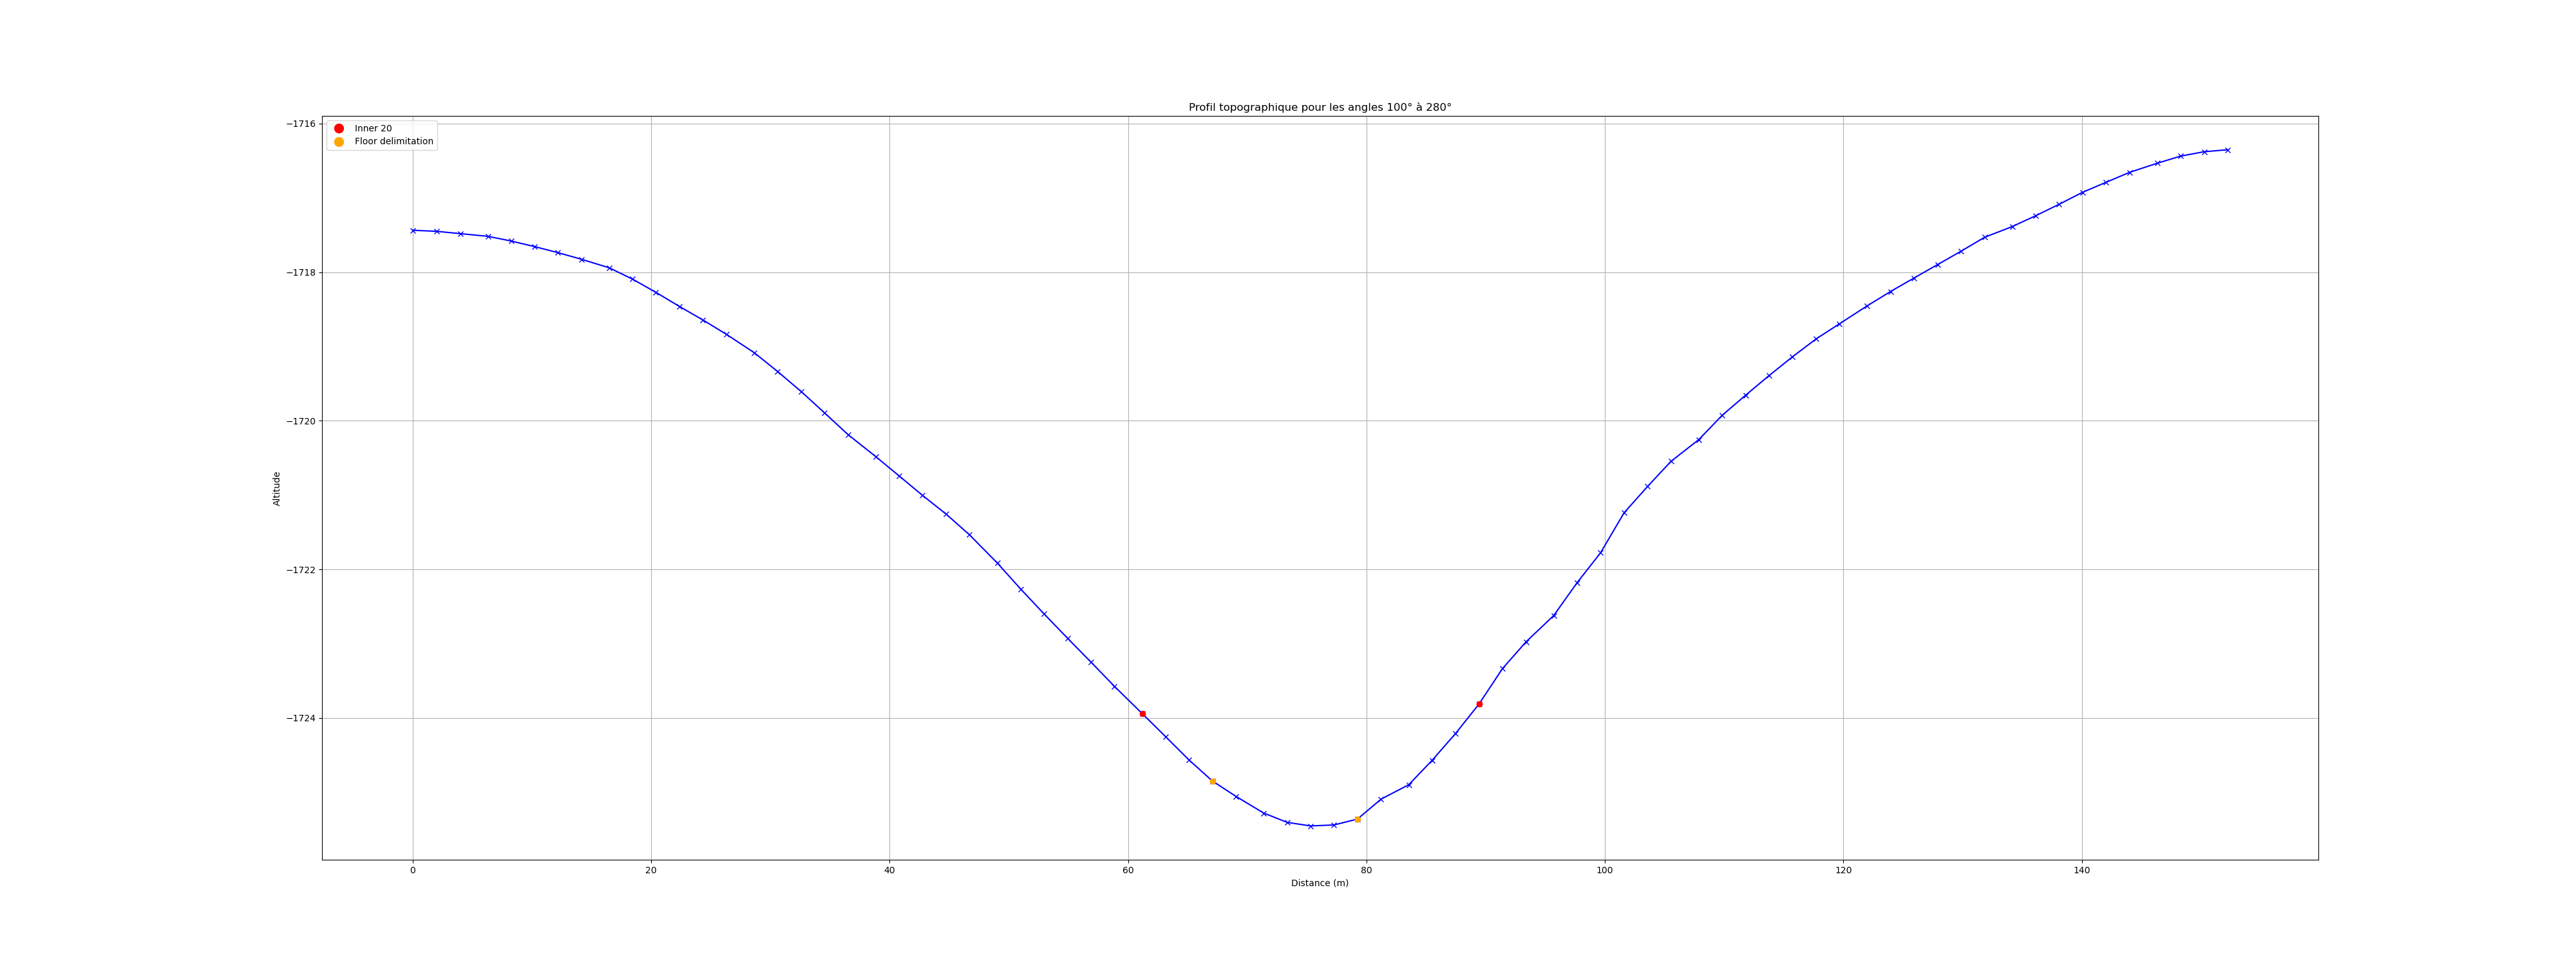 Profil topographique pour les angles 100° à 280°
Inner 20
Floor delimitation
−1716
−1718
−1720
−1722
−1724
Altitude
0 20 40 60 80 100 120 140
Distance (m)